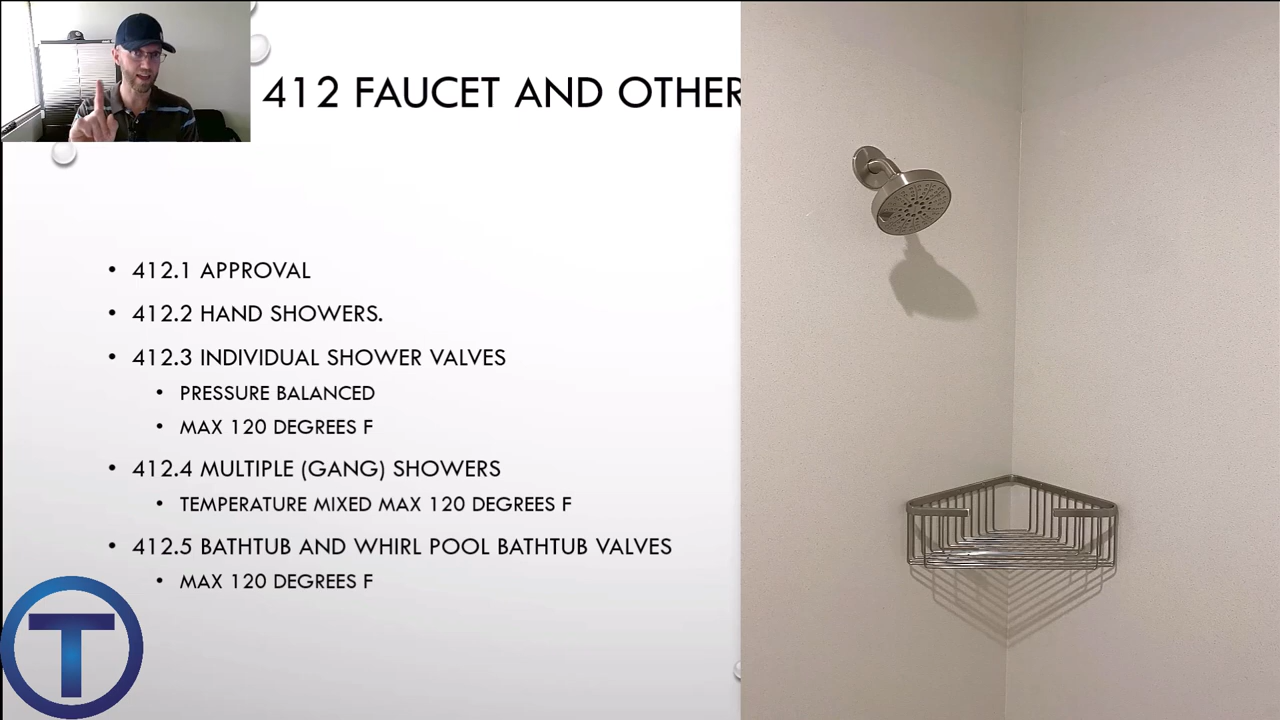 412 FAUCET AND OTHER
• 412.1 APPROVAL
• 412.2 HAND SHOWERS.
• 412.3 INDIVIDUAL SHOWER VALVES
• PRESSURE BALANCED
• MAX 120 DEGREES F
• 412.4 MULTIPLE (GANG) SHOWERS
• TEMPERATURE MIXED MAX 120 DEGREES F
• 412.5 BATHTUB AND WHIRL POOL BATHTUB VALVES
• MAX 120 DEGREES F
T